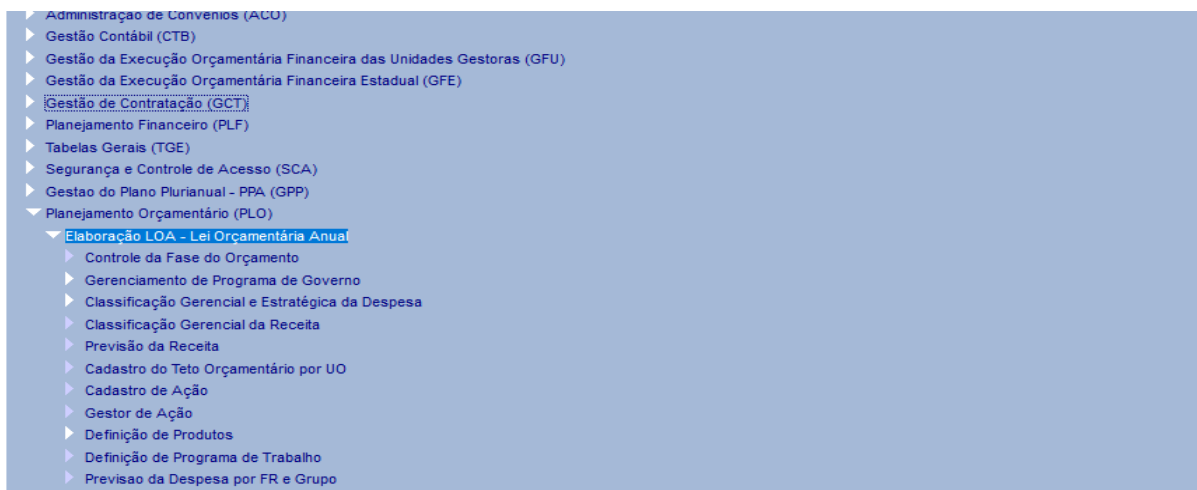 Administração de Convênios (ACO)
Gestão Contábil (CTB)
Gestão da Execução Orçamentária Financeira das Unidades Gestoras (GFU)
Gestão da Execução Orçamentária Financeira Estadual (GFE)
Gestão de Contratação (GCT)
Planejamento Financeiro (PLF)
Tabelas Gerais (TGE)
Segurança e Controle de Acesso (SCA)
Gestao do Plano Plurianual - PPA (GPP)
Planejamento Orçamentário (PLO)
Elaboração LOA - Lei Orçamentária Anual
Controle da Fase do Orçamento
Gerenciamento de Programa de Governo
Classificação Gerencial e Estratégica da Despesa
Classificação Gerencial da Receita
Previsão da Receita
Cadastro do Teto Orçamentário por UO
Cadastro de Ação
Gestor de Ação
Definição de Produtos
Definição de Programa de Trabalho
Previsao da Despesa por FR e Grupo